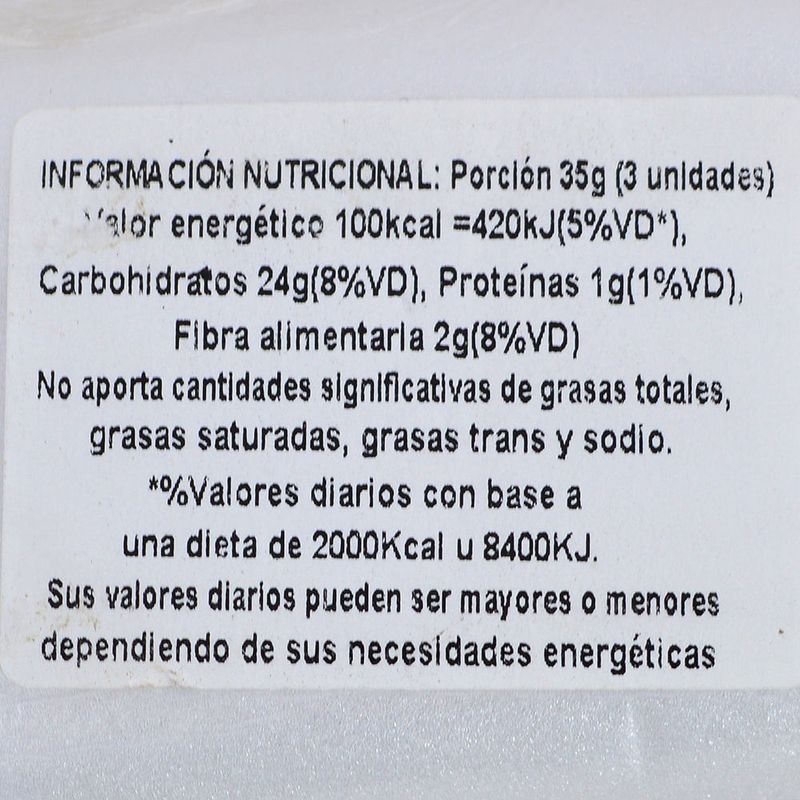 INFORMACIÓN NUTRICIONAL: Porción 35g (3 unidades)
Valor energético 100kcal =420kJ(5%VD*),
Carbohidratos 24g(8%VD), Proteínas 1g(1%VD),
Fibra alimentaria 2g(8%VD)
No aporta cantidades significativas de grasas totales,
grasas saturadas, grasas trans y sodio.
*%Valores diarios con base a
una dieta de 2000Kcal u 8400KJ.
Sus valores diarios pueden ser mayores o menores
dependiendo de sus necesidades energéticas